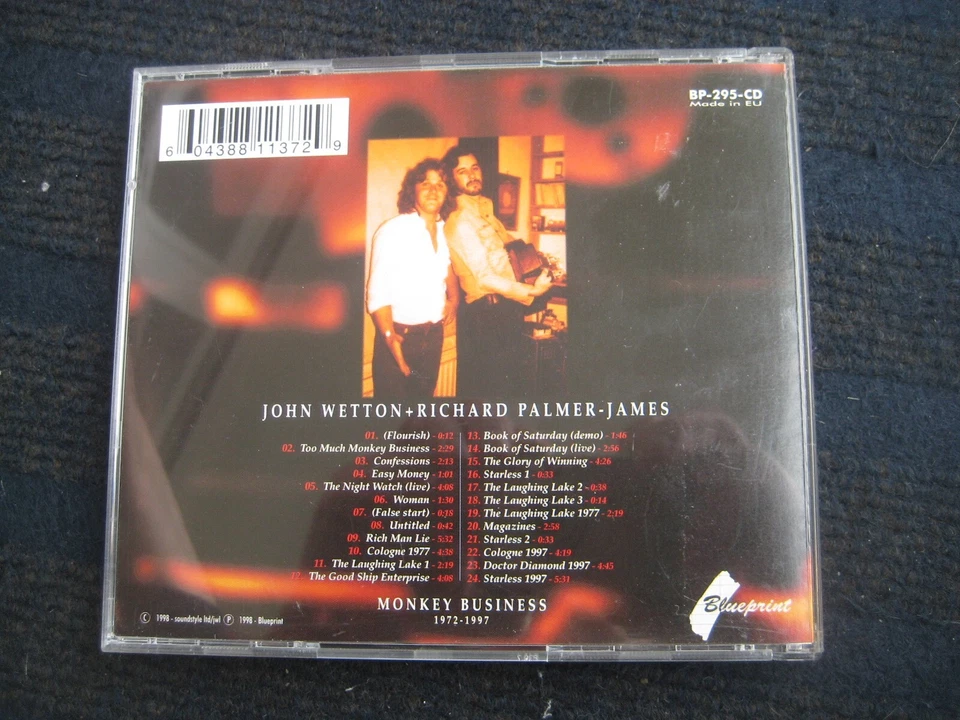 BP-295-CD
Made in EU
6 04388 11372 9
JOHN WETTON+RICHARD PALMER-JAMES
01. (Flourish) - 0:12
02. Too Much Monkey Business - 2:29
03. Confessions - 2:13
04. Easy Money - 1:01
05. The Night Watch (live) - 4:08
06. Woman - 1:30
07. (False start) - 0:18
08. Untitled - 0:42
09. Rich Man Lie - 5:32
10. Cologne 1977 - 4:38
11. The Laughing Lake 1 - 2:19
12. The Good Ship Enterprise - 4:08
13. Book of Saturday (demo) - 1:46
14. Book of Saturday (live) - 2:56
15. The Glory of Winning - 4:26
16. Starless 1 - 0:33
17. The Laughing Lake 2 - 0:38
18. The Laughing Lake 3 - 0:14
19. The Laughing Lake 1977 - 2:19
20. Magazines - 2:58
21. Starless 2 - 0:33
22. Cologne 1997 - 4:19
23. Doctor Diamond 1997 - 4:45
24. Starless 1997 - 5:31
MONKEY BUSINESS
1972-1997
© 1998 - soundstyle ltd/jwl ℗ 1998 - Blueprint
Blueprint